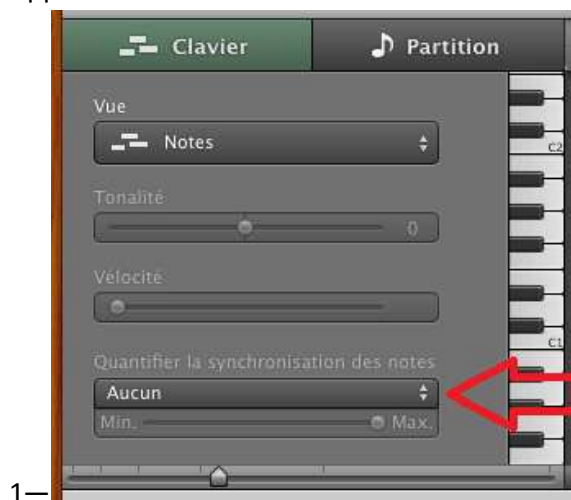 Clavier
Partition
Vue
Notes
C2
Tonalité
0
Vélocité
C1
Quantifier la synchronisation des notes
Aucun
Min. Max.
1—